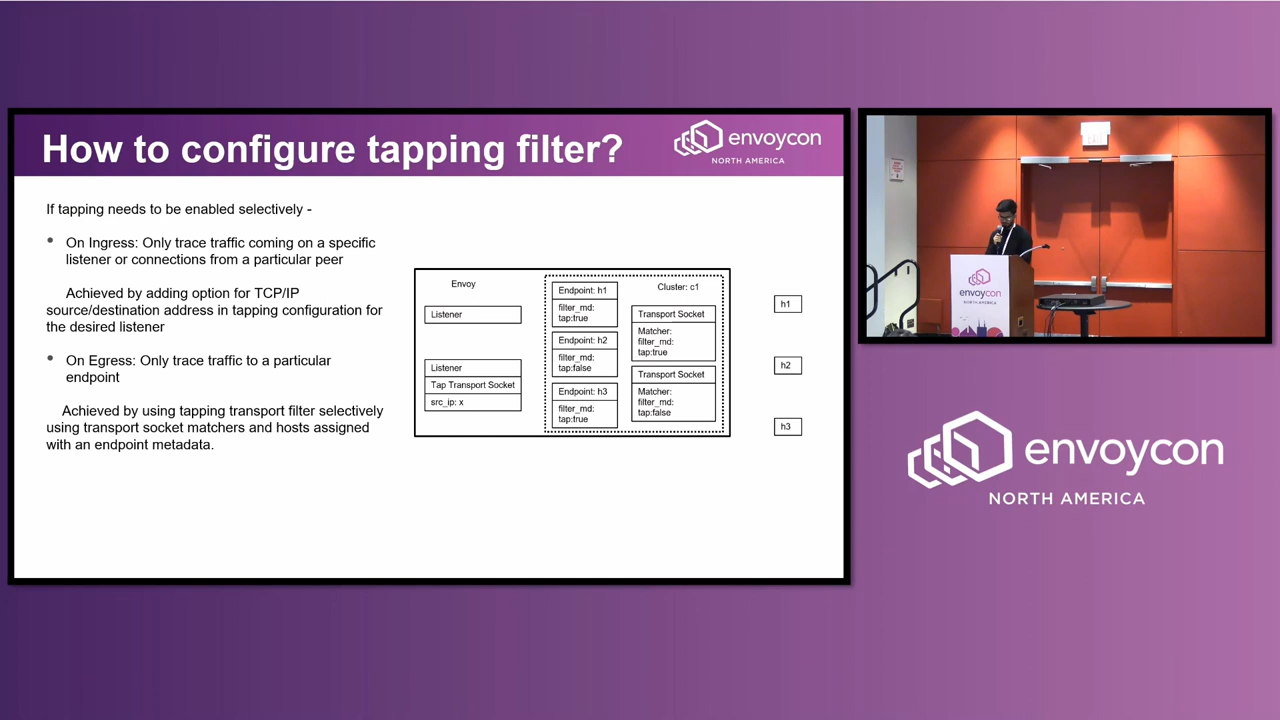 How to configure tapping filter?
envoycon
NORTH AMERICA
If tapping needs to be enabled selectively -
• On Ingress: Only trace traffic coming on a specific
listener or connections from a particular peer
Achieved by adding option for TCP/IP
source/destination address in tapping configuration for
the desired listener
• On Egress: Only trace traffic to a particular
endpoint
Achieved by using tapping transport filter selectively
using transport socket matchers and hosts assigned
with an endpoint metadata.
Envoy
Listener
Listener
Tap Transport Socket
src_ip: x
Endpoint: h1
filter_md:
tap:true
Endpoint: h2
filter_md:
tap:false
Endpoint: h3
filter_md:
tap:true
Cluster: c1
Transport Socket
Matcher:
filter_md:
tap:true
Transport Socket
Matcher:
filter_md:
tap:false
h1
h2
h3
envoycon
NORTH AMERICA
envoycon
NORTH AMERICA